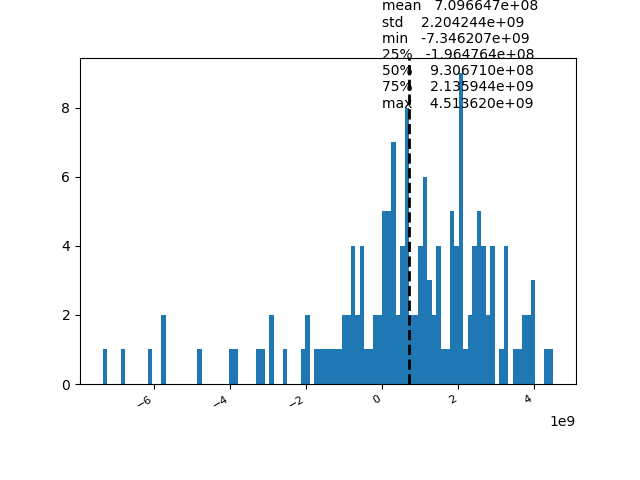 mean   7.096647e+08
std    2.204244e+09
min   -7.346207e+09
25%   -1.964764e+08
50%    9.306710e+08
75%    2.135944e+09
max    4.513620e+09
8
6
4
2
0
−6
−4
−2
0
2
4
1e9